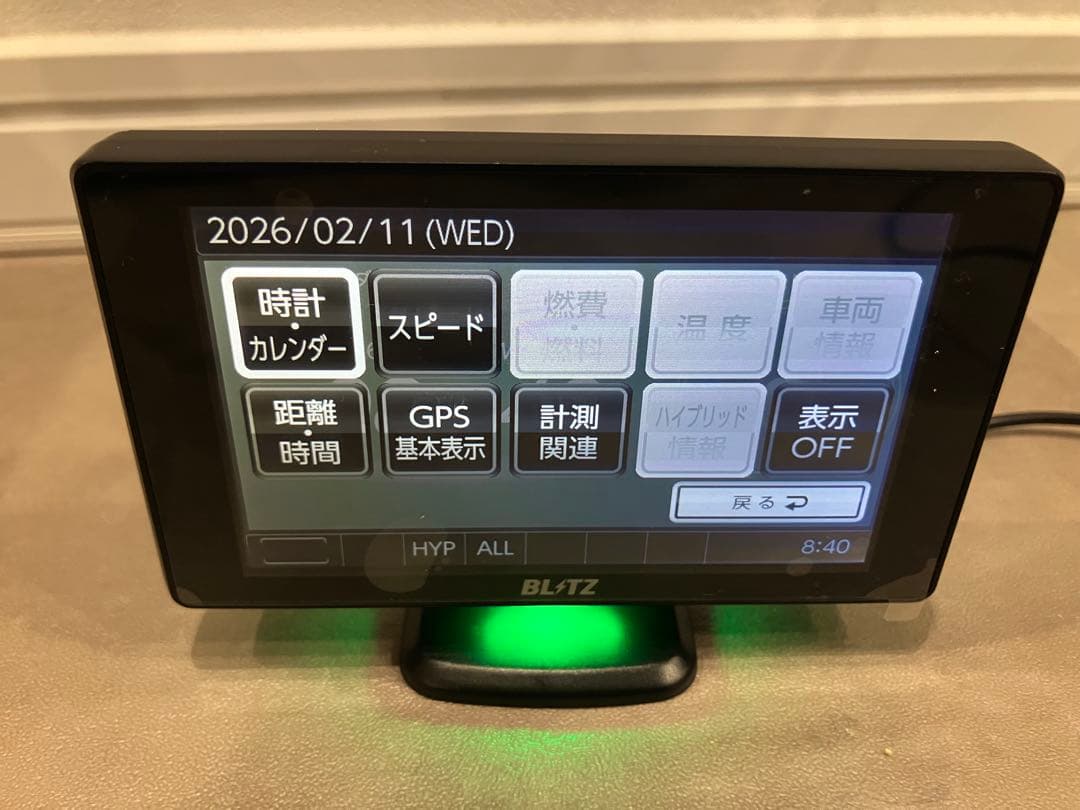 2026/02/11 (WED)
時計・カレンダー
スピード
燃費・燃料
温度
車両情報
距離・時間
GPS
基本表示
計測
関連
ハイブリッド
情報
表示
OFF
戻る
HYP ALL 8:40
BLITZ